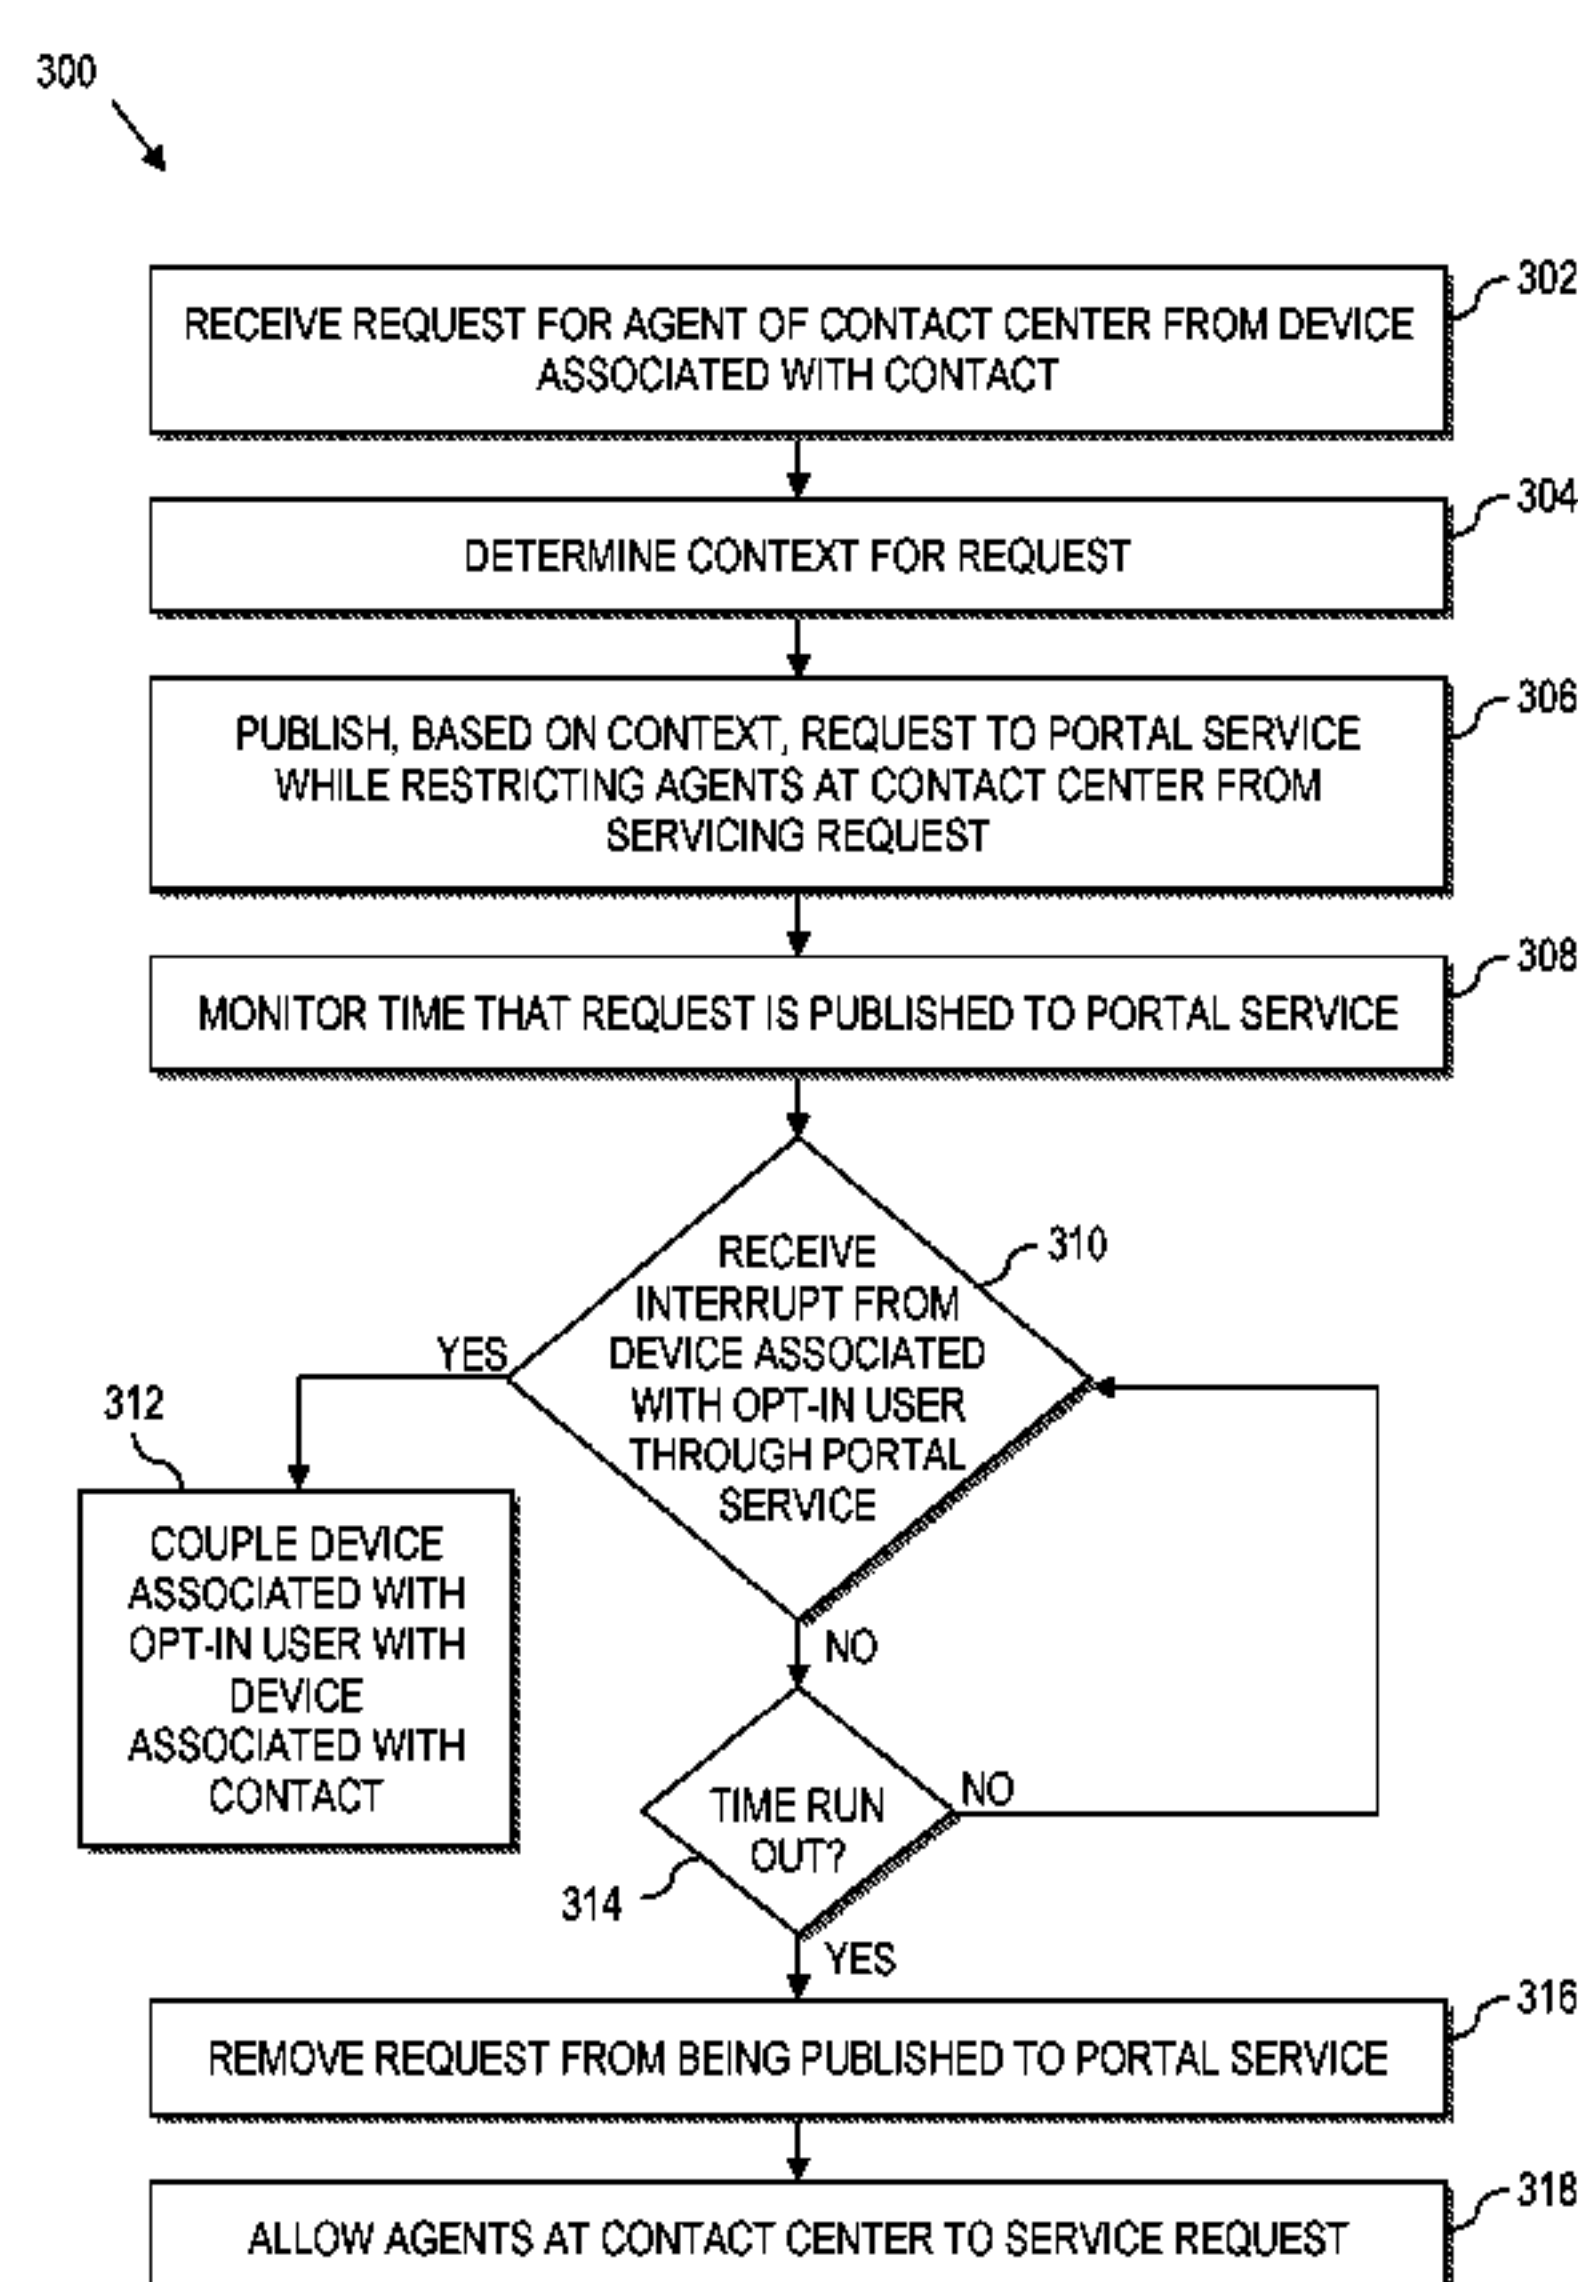 300
302
RECEIVE REQUEST FOR AGENT OF CONTACT CENTER FROM DEVICE
ASSOCIATED WITH CONTACT
304
DETERMINE CONTEXT FOR REQUEST
306
PUBLISH, BASED ON CONTEXT, REQUEST TO PORTAL SERVICE
WHILE RESTRICTING AGENTS AT CONTACT CENTER FROM
SERVICING REQUEST
308
MONITOR TIME THAT REQUEST IS PUBLISHED TO PORTAL SERVICE
310
RECEIVE
INTERRUPT FROM
DEVICE ASSOCIATED
WITH OPT-IN USER
THROUGH PORTAL
SERVICE
YES
312
COUPLE DEVICE
ASSOCIATED WITH
OPT-IN USER WITH
DEVICE
ASSOCIATED WITH
CONTACT
NO
TIME RUN
OUT?
NO
314
YES
316
REMOVE REQUEST FROM BEING PUBLISHED TO PORTAL SERVICE
318
ALLOW AGENTS AT CONTACT CENTER TO SERVICE REQUEST